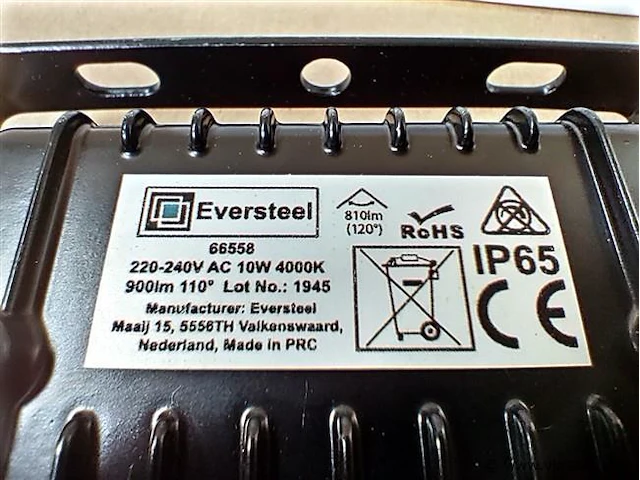 Eversteel
66558
220-240V AC 10W 4000K
900lm 110° Lot No.: 1945
Manufacturer: Eversteel
Maaij 15, 5556TH Valkenswaard,
Nederland, Made in PRC
810lm
(120°)
RoHS
IP65
CE